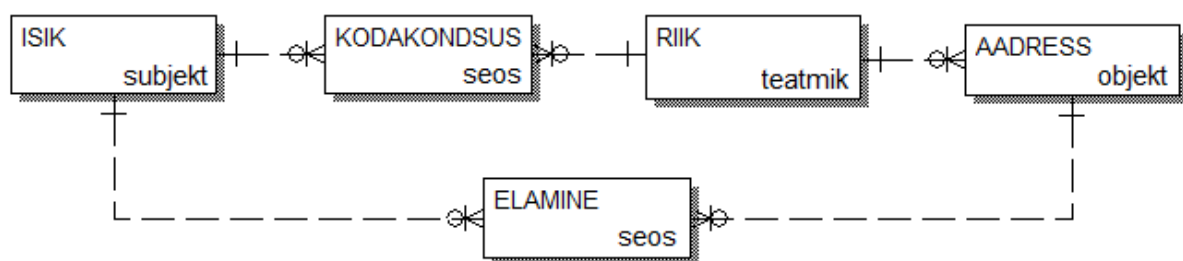 ISIK
subjekt
KODAKONDSUS
seos
RIIK
teatmik
AADRESS
objekt
ELAMINE
seos